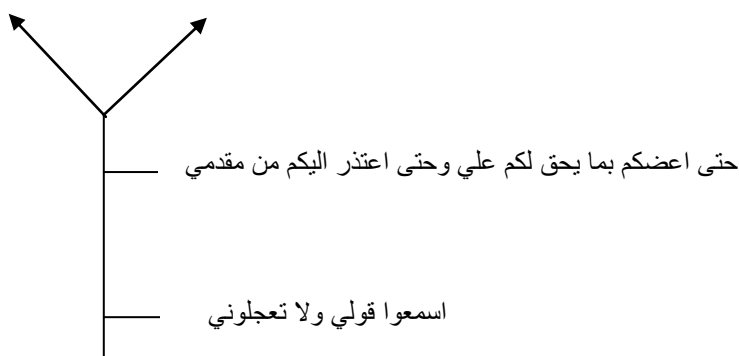 حتى اعضكم بما يحق لكم علي وحتى اعتذر اليكم من مقدمي
اسمعوا قولي ولا تعجلوني